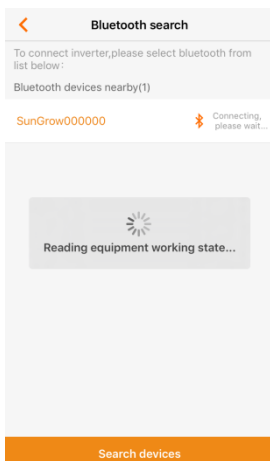 Bluetooth search
To connect inverter,please select bluetooth from
list below:
Bluetooth devices nearby(1)
SunGrow000000
Connecting,
please wait...
Reading equipment working state...
Search devices